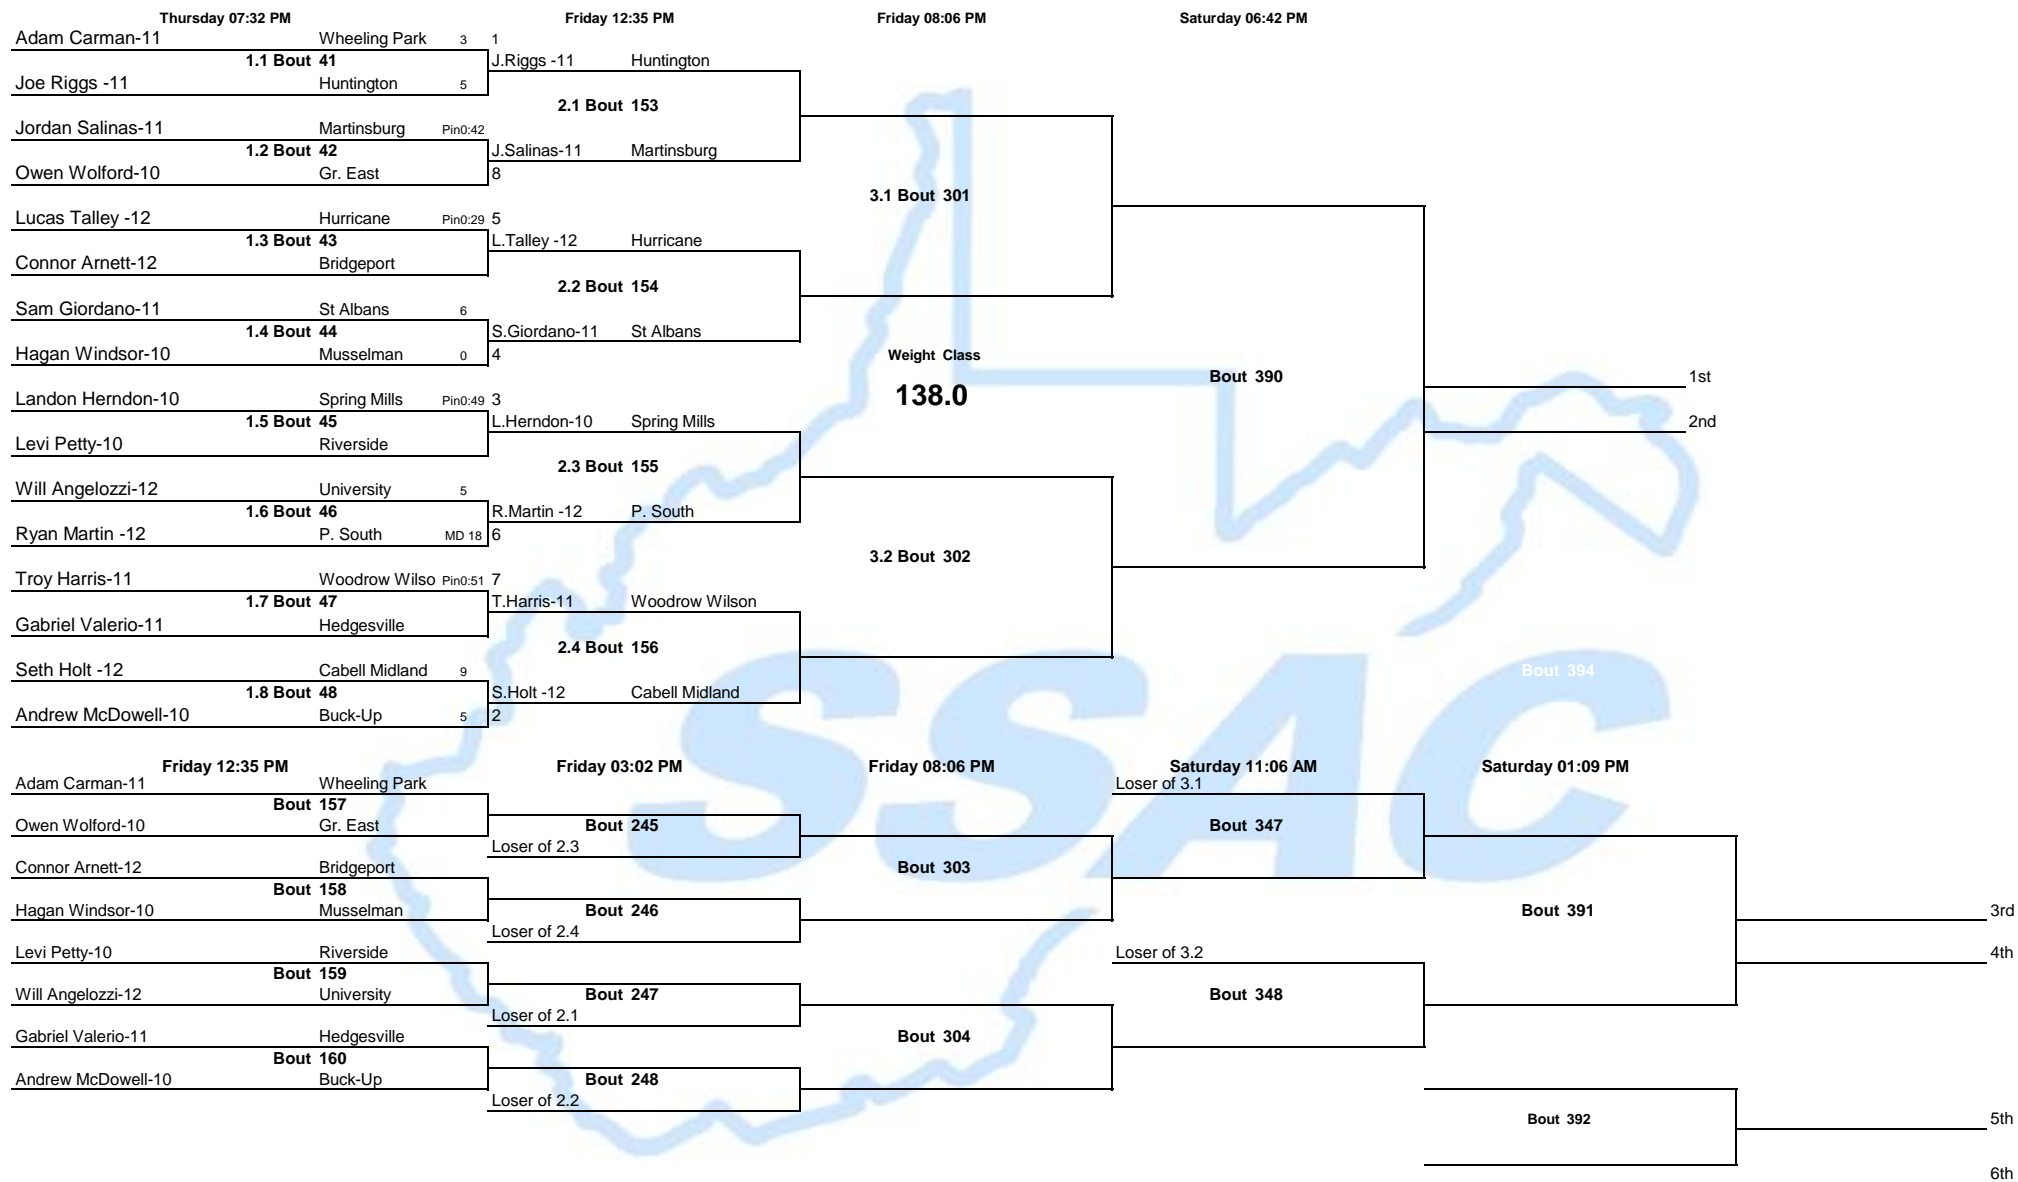 Thursday 07:32 PM Friday 12:35 PM Friday 08:06 PM Saturday 06:42 PM
Adam Carman-11 Wheeling Park 3 1
1.1 Bout 41 J.Riggs -11 Huntington
Joe Riggs -11 Huntington 5
2.1 Bout 153
Jordan Salinas-11 Martinsburg Pin0:42
1.2 Bout 42 J.Salinas-11 Martinsburg
Owen Wolford-10 Gr. East 8
3.1 Bout 301
Lucas Talley -12 Hurricane Pin0:29 5
1.3 Bout 43 L.Talley -12 Hurricane
Connor Arnett-12 Bridgeport
2.2 Bout 154
Sam Giordano-11 St Albans 6
1.4 Bout 44 S.Giordano-11 St Albans
Hagan Windsor-10 Musselman 0 4 Weight Class
Bout 390 1st
Landon Herndon-10 Spring Mills Pin0:49 3 138.0
1.5 Bout 45 L.Herndon-10 Spring Mills 2nd
Levi Petty-10 Riverside
2.3 Bout 155
Will Angelozzi-12 University 5
1.6 Bout 46 R.Martin -12 P. South
Ryan Martin -12 P. South MD 18 6
3.2 Bout 302
Troy Harris-11 Woodrow Wilso Pin0:51 7
1.7 Bout 47 T.Harris-11 Woodrow Wilson
Gabriel Valerio-11 Hedgesville
2.4 Bout 156
Seth Holt -12 Cabell Midland 9 Bout 394
1.8 Bout 48 S.Holt -12 Cabell Midland
Andrew McDowell-10 Buck-Up 5 2
SSAC
Friday 12:35 PM Friday 03:02 PM Friday 08:06 PM Saturday 11:06 AM Saturday 01:09 PM
Adam Carman-11 Wheeling Park Loser of 3.1
Bout 157
Owen Wolford-10 Gr. East Bout 245 Bout 347
Loser of 2.3
Connor Arnett-12 Bridgeport Bout 303
Bout 158
Hagan Windsor-10 Musselman Bout 246 Bout 391 3rd
Loser of 2.4
Levi Petty-10 Riverside Loser of 3.2 4th
Bout 159
Will Angelozzi-12 University Bout 247 Bout 348
Loser of 2.1
Gabriel Valerio-11 Hedgesville Bout 304
Bout 160
Andrew McDowell-10 Buck-Up Bout 248
Loser of 2.2
Bout 392 5th
6th